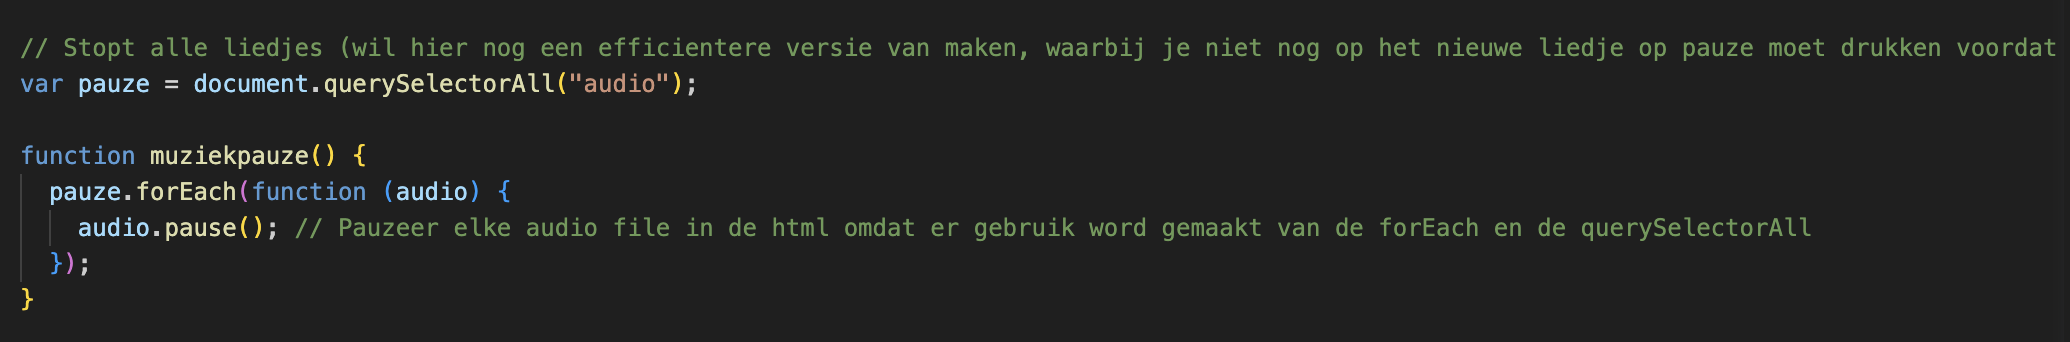 // Stopt alle liedjes (wil hier nog een efficientere versie van maken, waarbij je niet nog op het nieuwe liedje op pauze moet drukken voordat
var pauze = document.querySelectorAll("audio");
function muziekpauze() {
pauze.forEach(function (audio) {
audio.pause(); // Pauzeer elke audio file in de html omdat er gebruik word gemaakt van de forEach en de querySelectorAll
});
}